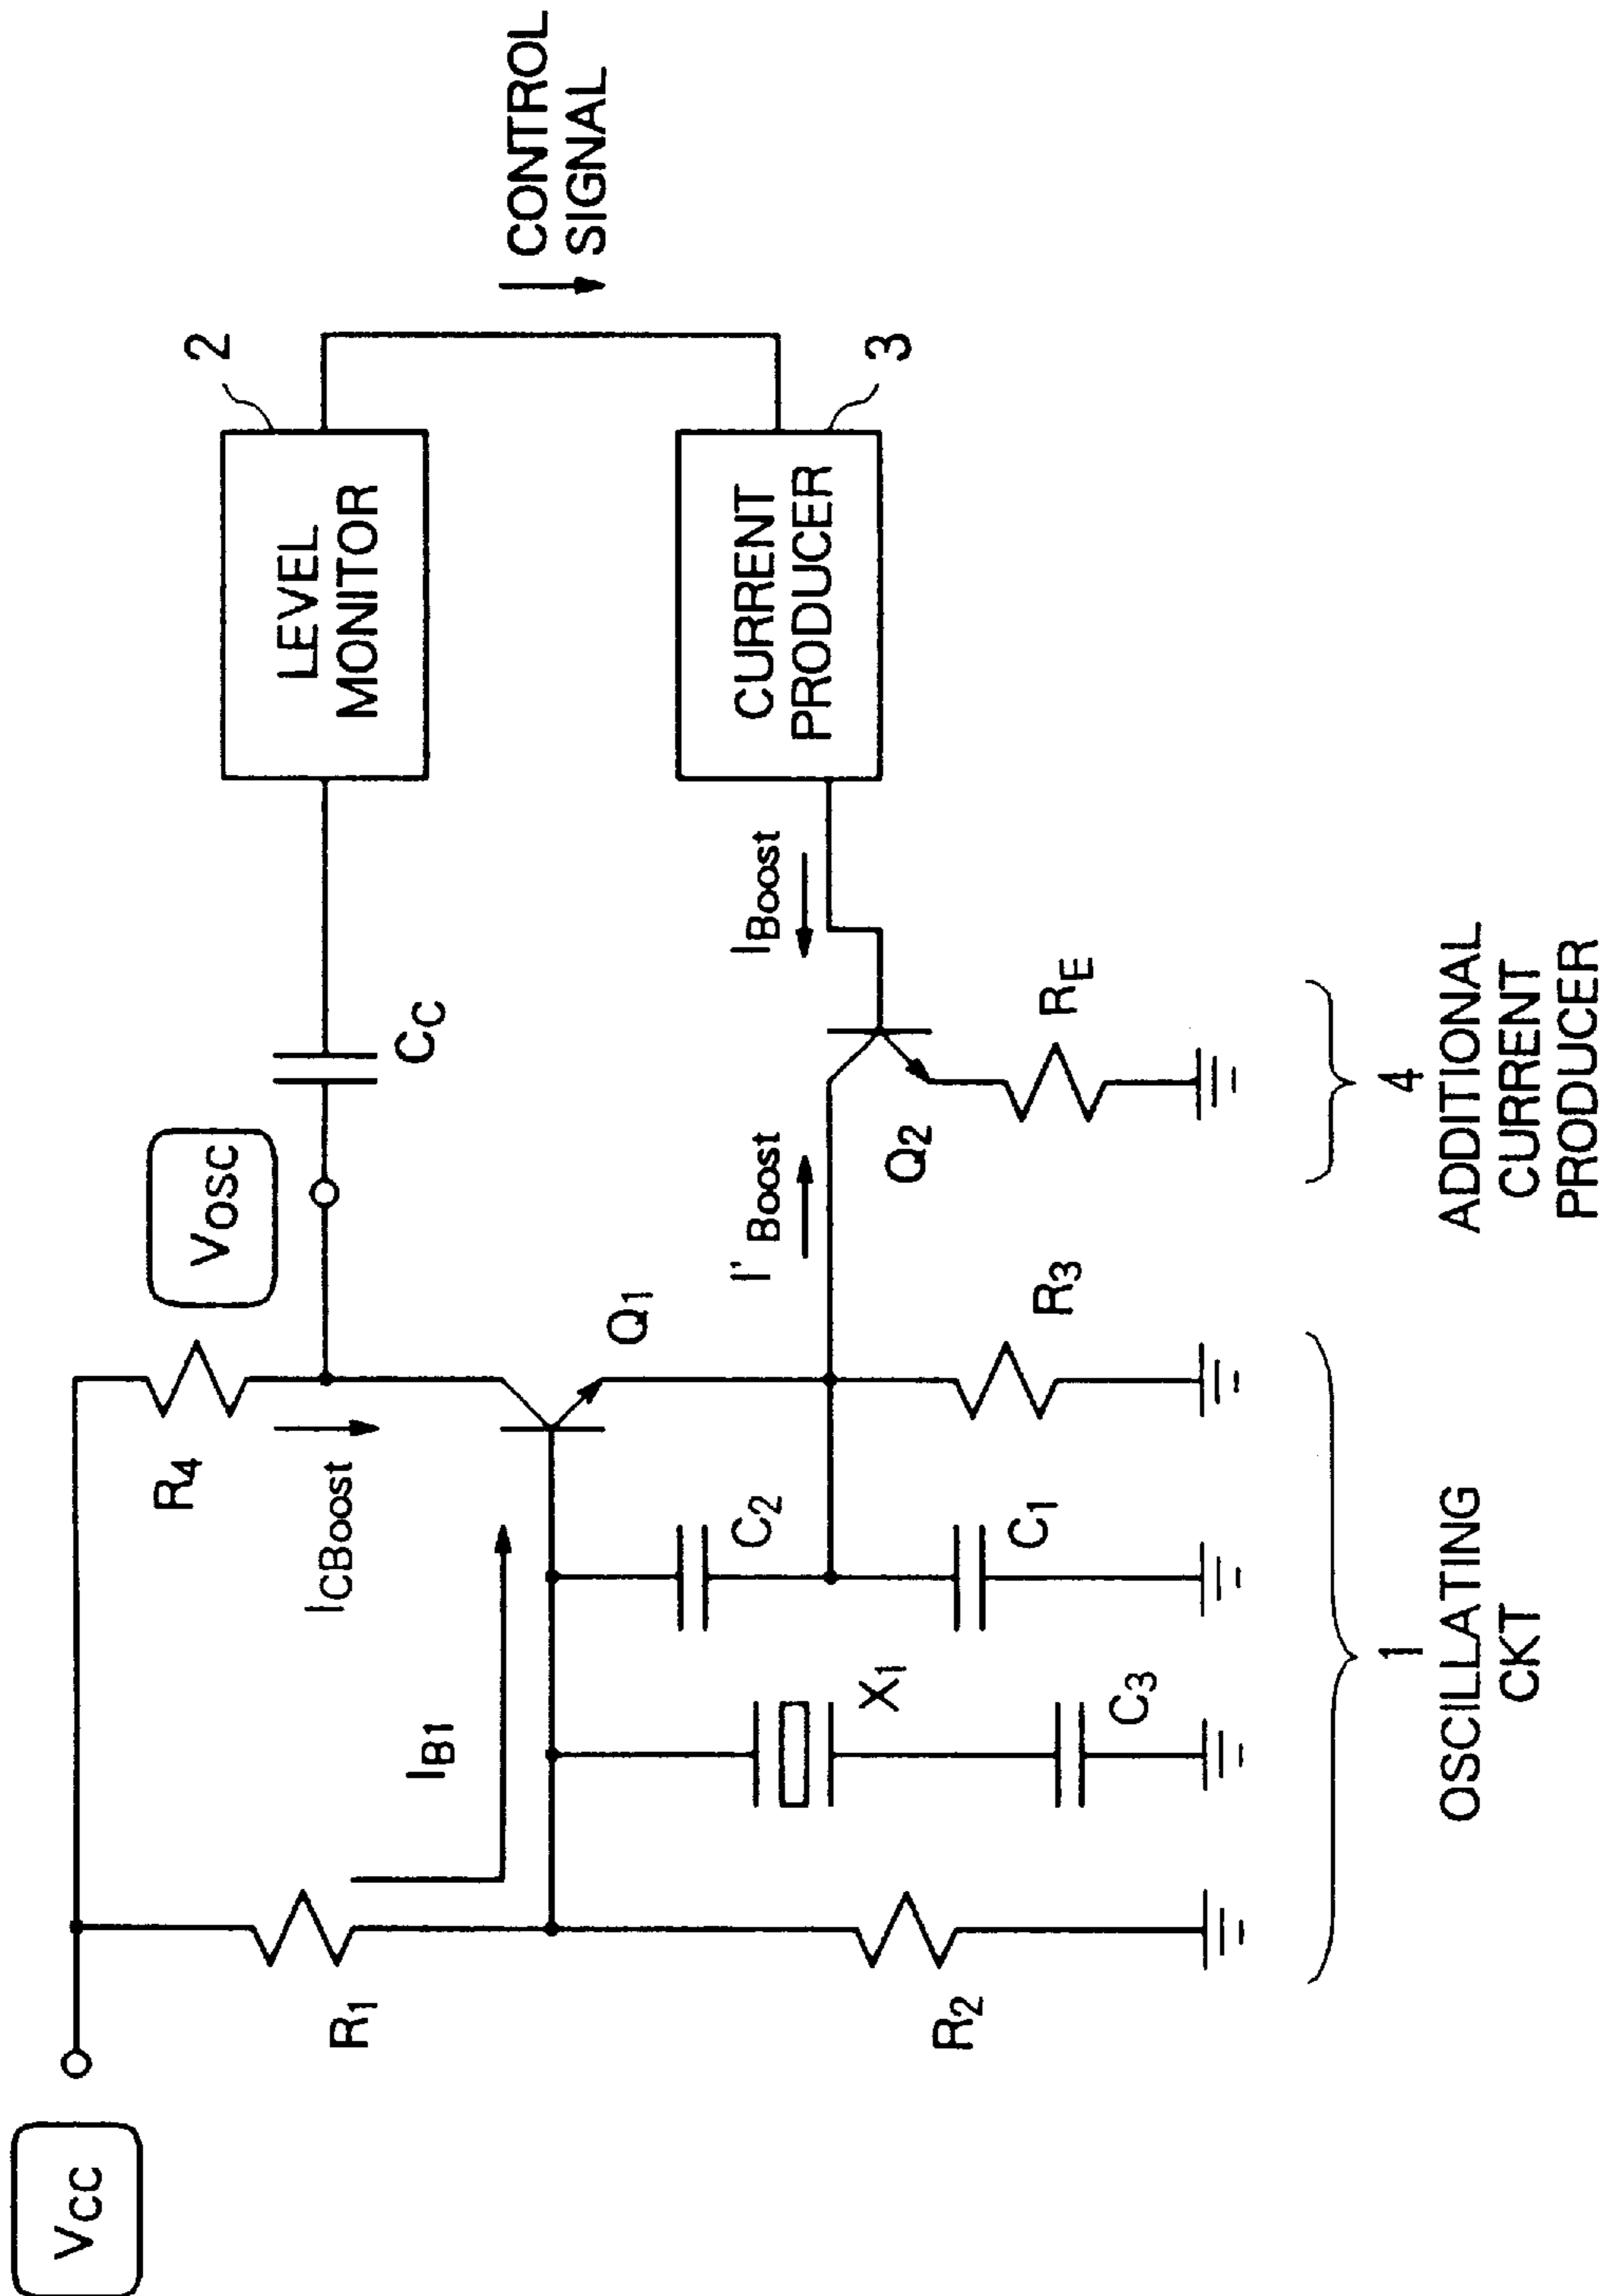 VCC
R1
R2
IB1
R4
ICBoost
VOSC
CC
LEVEL
MONITOR
2
CONTROL
SIGNAL
X1
C3
C2
C1
Q1
R3
I'Boost
Q2
IBoost
RE
CURRENT
PRODUCER
3
1
OSCILLATING
CKT
4
ADDITIONAL
CURRENT
PRODUCER